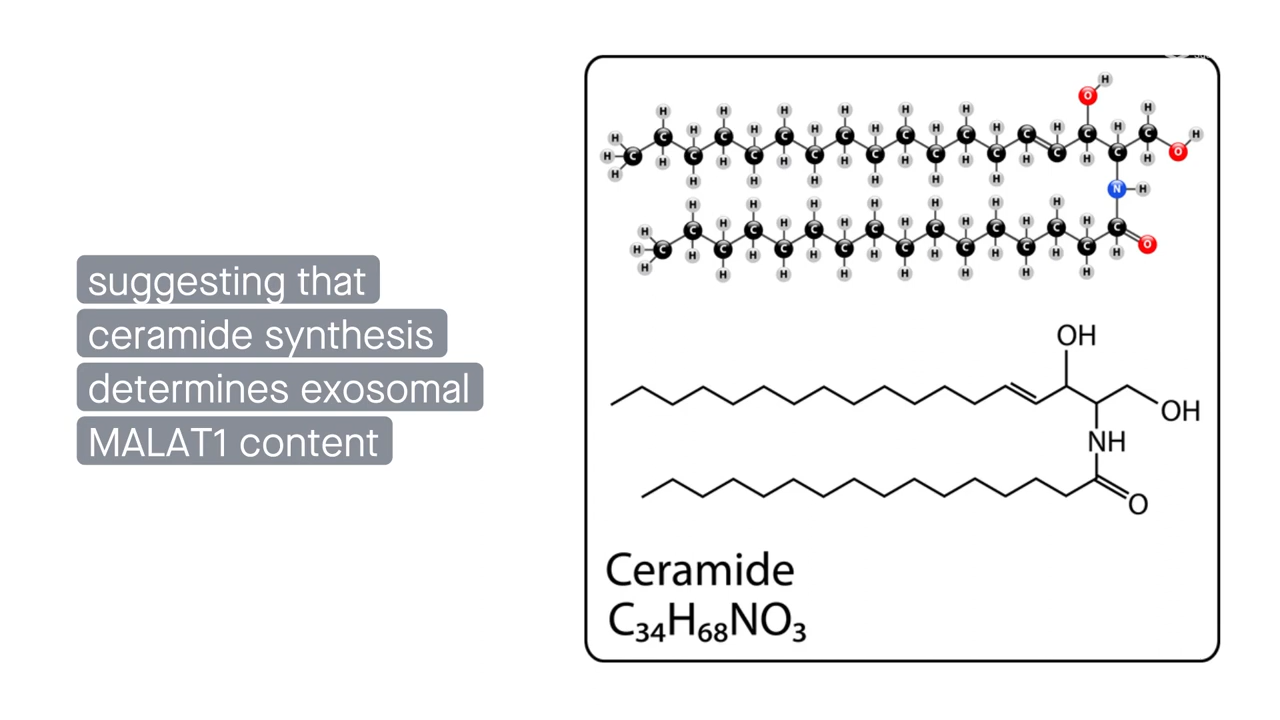 suggesting that
ceramide synthesis
determines exosomal
MALAT1 content
OH
OH
NH
O
Ceramide
C₃₄H₆₈NO₃